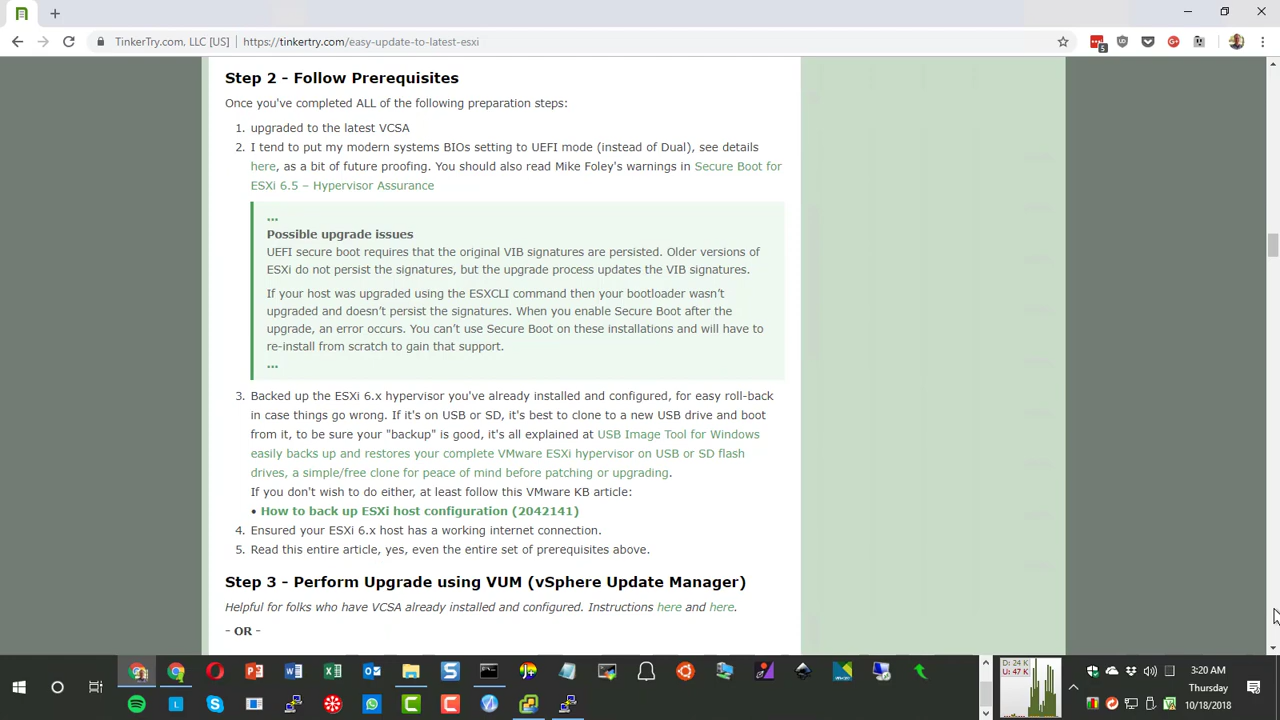 TinkerTry.com, LLC [US]
https://tinkertry.com/easy-update-to-latest-esxi
5
Step 2 - Follow Prerequisites
Once you've completed ALL of the following preparation steps:
1. upgraded to the latest VCSA
2. I tend to put my modern systems BIOs setting to UEFI mode (instead of Dual), see details
here, as a bit of future proofing. You should also read Mike Foley's warnings in Secure Boot for
ESXi 6.5 – Hypervisor Assurance
...
Possible upgrade issues
UEFI secure boot requires that the original VIB signatures are persisted. Older versions of
ESXi do not persist the signatures, but the upgrade process updates the VIB signatures.
If your host was upgraded using the ESXCLI command then your bootloader wasn’t
upgraded and doesn’t persist the signatures. When you enable Secure Boot after the
upgrade, an error occurs. You can’t use Secure Boot on these installations and will have to
re-install from scratch to gain that support.
...
3. Backed up the ESXi 6.x hypervisor you've already installed and configured, for easy roll-back
in case things go wrong. If it's on USB or SD, it's best to clone to a new USB drive and boot
from it, to be sure your "backup" is good, it's all explained at USB Image Tool for Windows
easily backs up and restores your complete VMware ESXi hypervisor on USB or SD flash
drives, a simple/free clone for peace of mind before patching or upgrading.
If you don't wish to do either, at least follow this VMware KB article:
• How to back up ESXi host configuration (2042141)
4. Ensured your ESXi 6.x host has a working internet connection.
5. Read this entire article, yes, even the entire set of prerequisites above.
Step 3 - Perform Upgrade using VUM (vSphere Update Manager)
Helpful for folks who have VCSA already installed and configured. Instructions here and here.
- OR -
D: 24 K
U: 47 K
3:20 AM
Thursday
10/18/2018